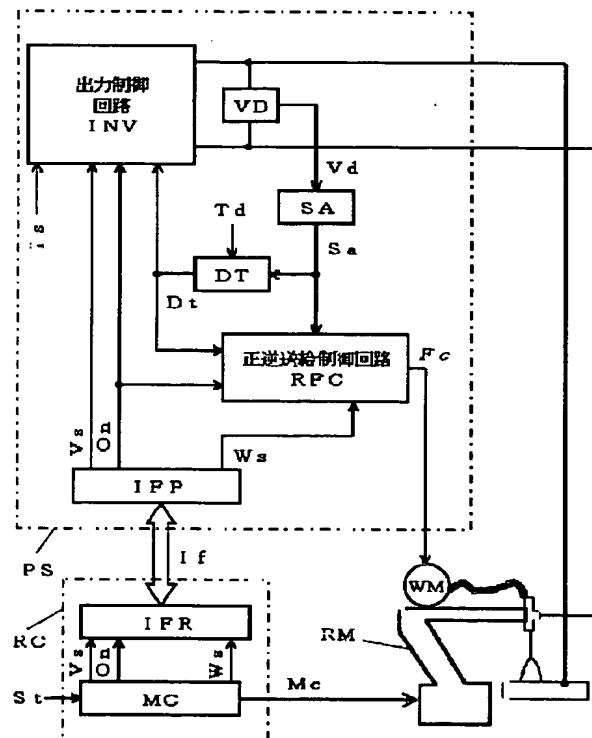 出力制御
回路
INV
VD
Vd
SA
Sa
Td
DT
Dt
Is
正逆送給制御回路
RFC
Fc
Vs
On
Ws
IFP
PS
If
WM
RC
IFR
RM
Vs
On
Ws
St
MC
Mc